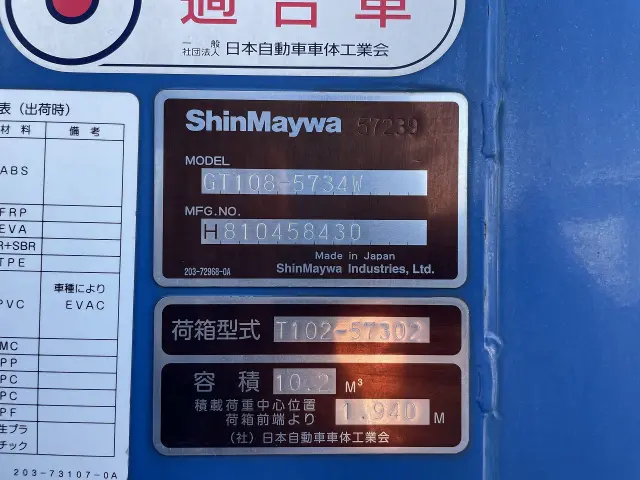 適合車
一般
社団法人 日本自動車車体工業会
表（出荷時）
材料 備考
ABS
FRP
EVA
R+SBR
TPE
PVC 車種により
EVAC
MC
PP
PC
PC
PF
生プラ
チック
203-73107-0A
ShinMaywa 57239
MODEL
GT108-5734W
MFG.NO.
H810458430
Made in Japan
203-72968-0A ShinMaywa Industries, Ltd.
荷箱型式 T102-57302
容積 10.2 M³
積載荷重中心位置
荷箱前端より 1.940 M
（社）日本自動車車体工業会